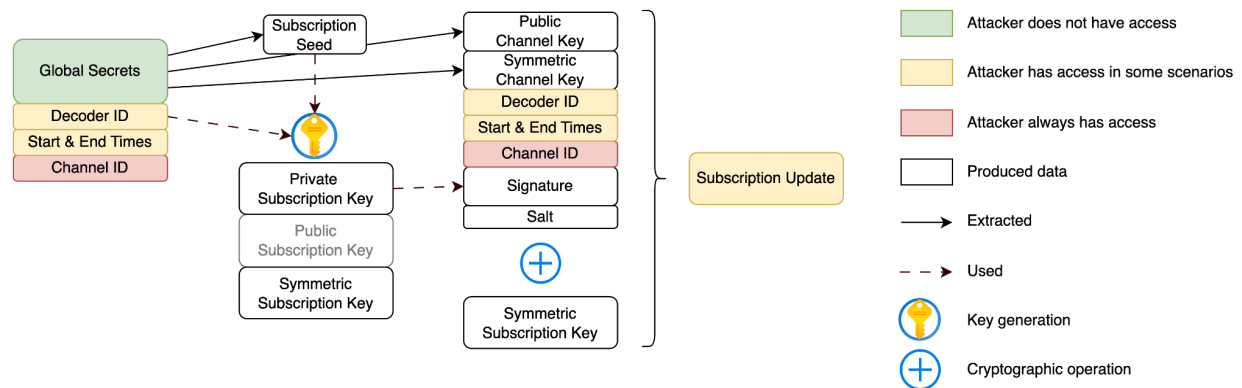 Global Secrets
Decoder ID
Start & End Times
Channel ID
Subscription
Seed
Private
Subscription Key
Public
Subscription Key
Symmetric
Subscription Key
Public
Channel Key
Symmetric
Channel Key
Decoder ID
Start & End Times
Channel ID
Signature
Salt
Symmetric
Subscription Key
Subscription Update
Attacker does not have access
Attacker has access in some scenarios
Attacker always has access
Produced data
Extracted
Used
Key generation
Cryptographic operation